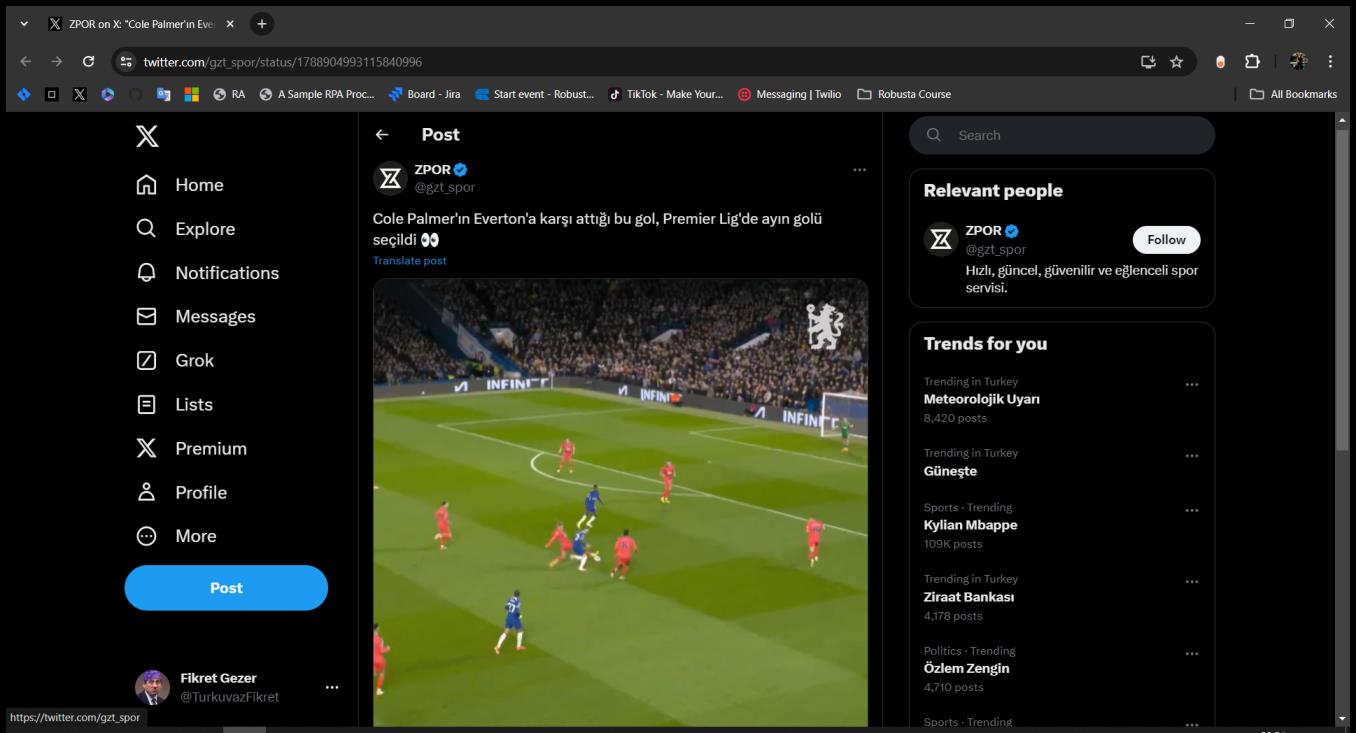 ZPOR on X: "Cole Palmer'ın Eve
twitter.com/gzt_spor/status/1788904993115840996
RA
A Sample RPA Proc...
Board - Jira
Start event - Robust...
TikTok - Make Your...
Messaging | Twilio
Robusta Course
All Bookmarks
Home
Explore
Notifications
Messages
Grok
Lists
Premium
Profile
More
Post
Fikret Gezer
@TurkuvazFikret
https://twitter.com/gzt_spor
Post
ZPOR
@gzt_spor
Cole Palmer'ın Everton'a karşı attığı bu gol, Premier Lig'de ayın golü
seçildi 👀
Translate post
INFINIT
INFINIT
INFINI
Search
Relevant people
ZPOR
@gzt_spor
Follow
Hızlı, güncel, güvenilir ve eğlenceli spor
servisi.
Trends for you
Trending in Turkey
Meteorolojik Uyarı
8,420 posts
Trending in Turkey
Güneşte
Sports · Trending
Kylian Mbappe
109K posts
Trending in Turkey
Ziraat Bankası
4,178 posts
Politics · Trending
Özlem Zengin
4,710 posts
Sports · Trending